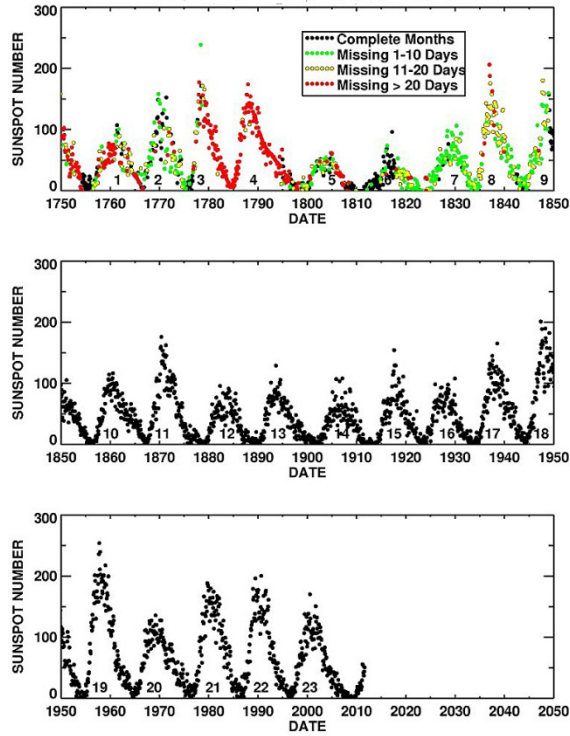 300
200
100
0
SUNSPOT NUMBER
Complete Months
Missing 1-10 Days
Missing 11-20 Days
Missing > 20 Days
1 2 3 4 5 6 7 8 9
1750 1760 1770 1780 1790 1800 1810 1820 1830 1840 1850
DATE
300
200
100
0
SUNSPOT NUMBER
10 11 12 13 14 15 16 17 18
1850 1860 1870 1880 1890 1900 1910 1920 1930 1940 1950
DATE
300
200
100
0
SUNSPOT NUMBER
19 20 21 22 23
1950 1960 1970 1980 1990 2000 2010 2020 2030 2040 2050
DATE